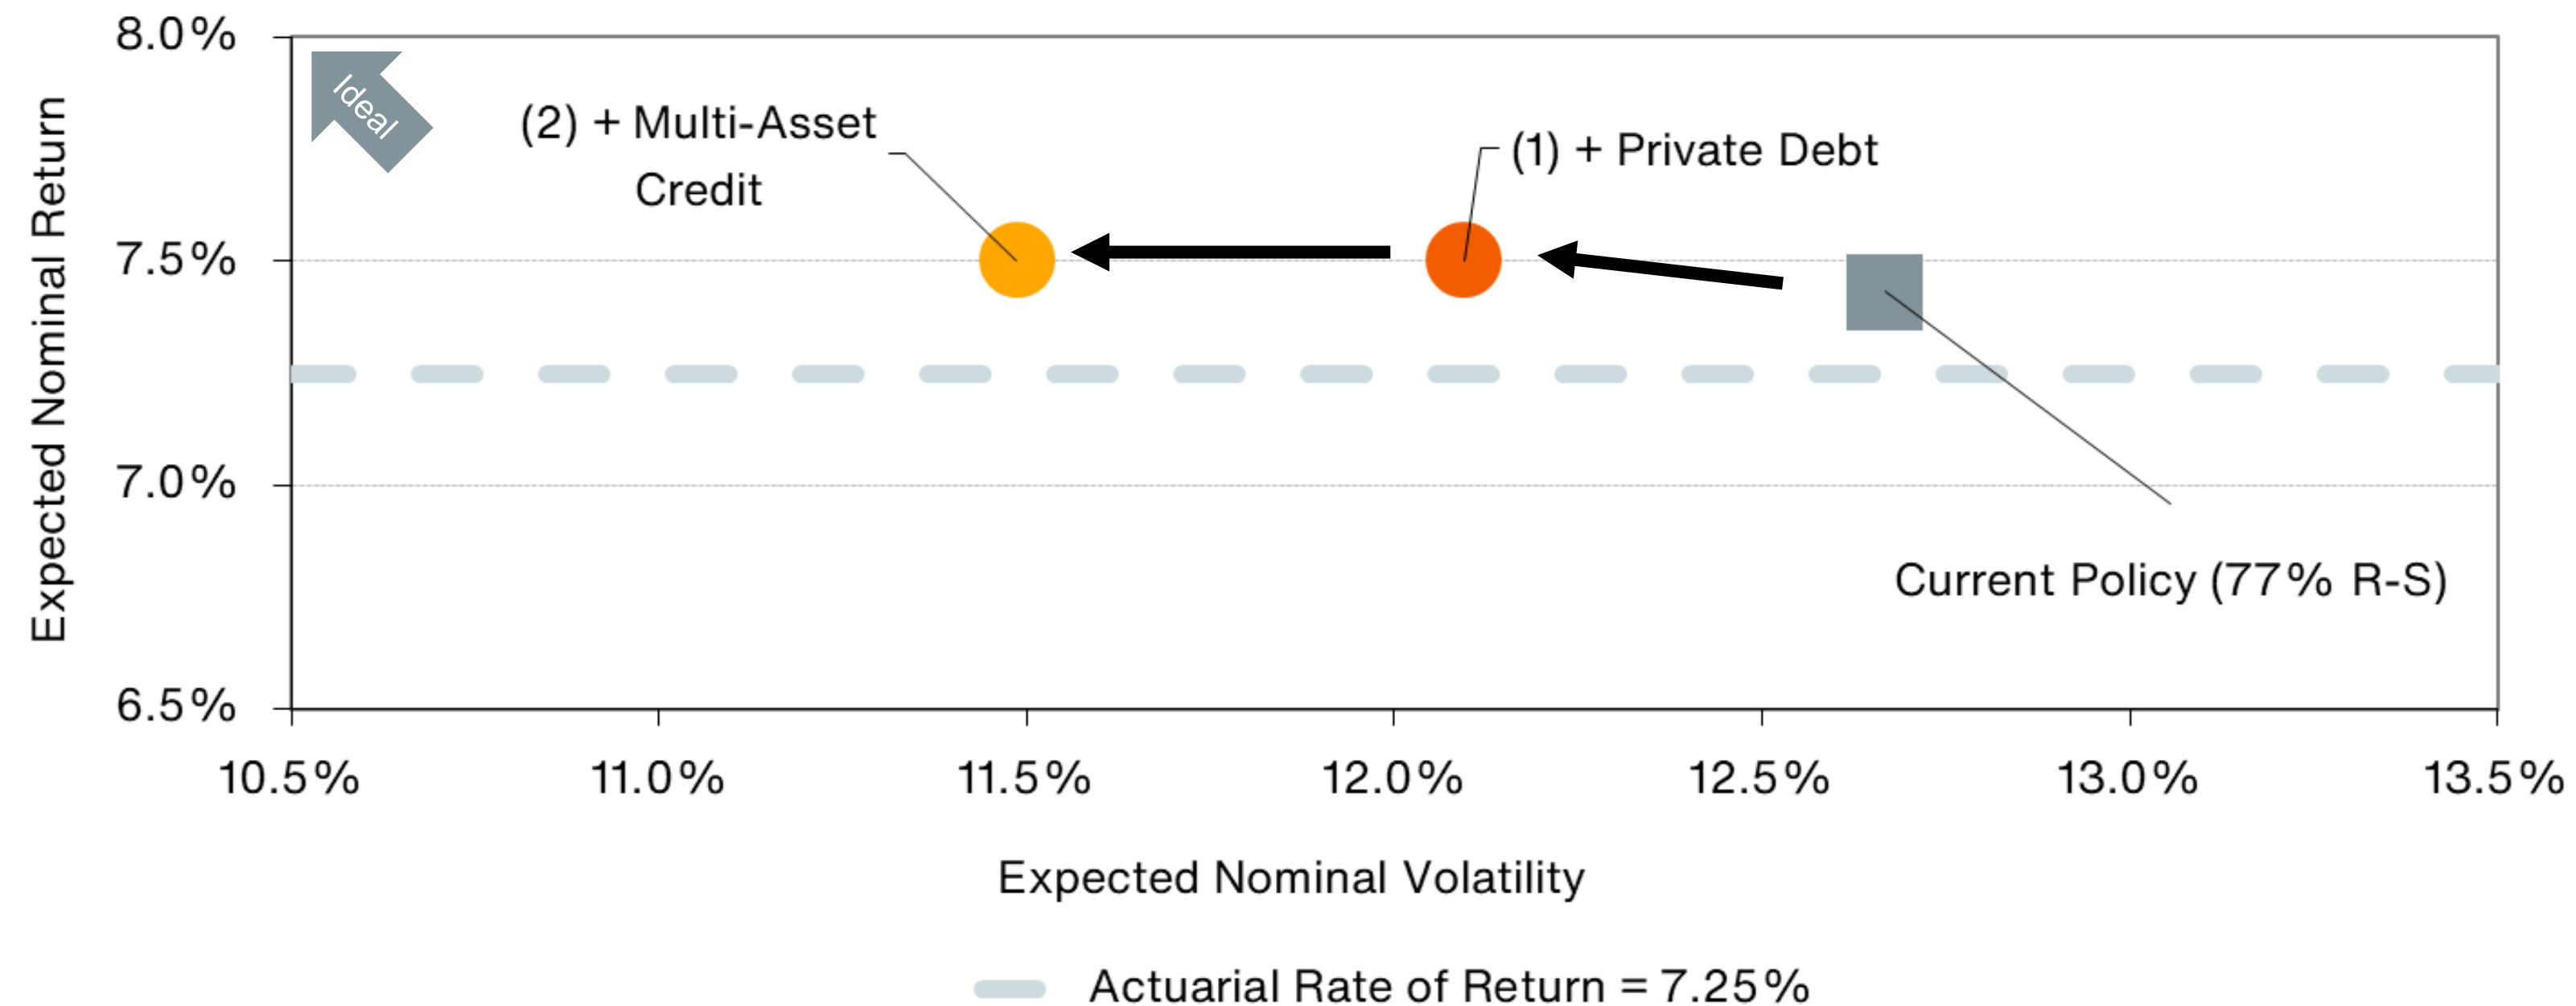 8.0%
Ideal
(2) + Multi-Asset
Credit
(1) + Private Debt
Expected Nominal Return
7.5%
7.0%
Current Policy (77% R-S)
6.5%
10.5% 11.0% 11.5% 12.0% 12.5% 13.0% 13.5%
Expected Nominal Volatility
Actuarial Rate of Return = 7.25%